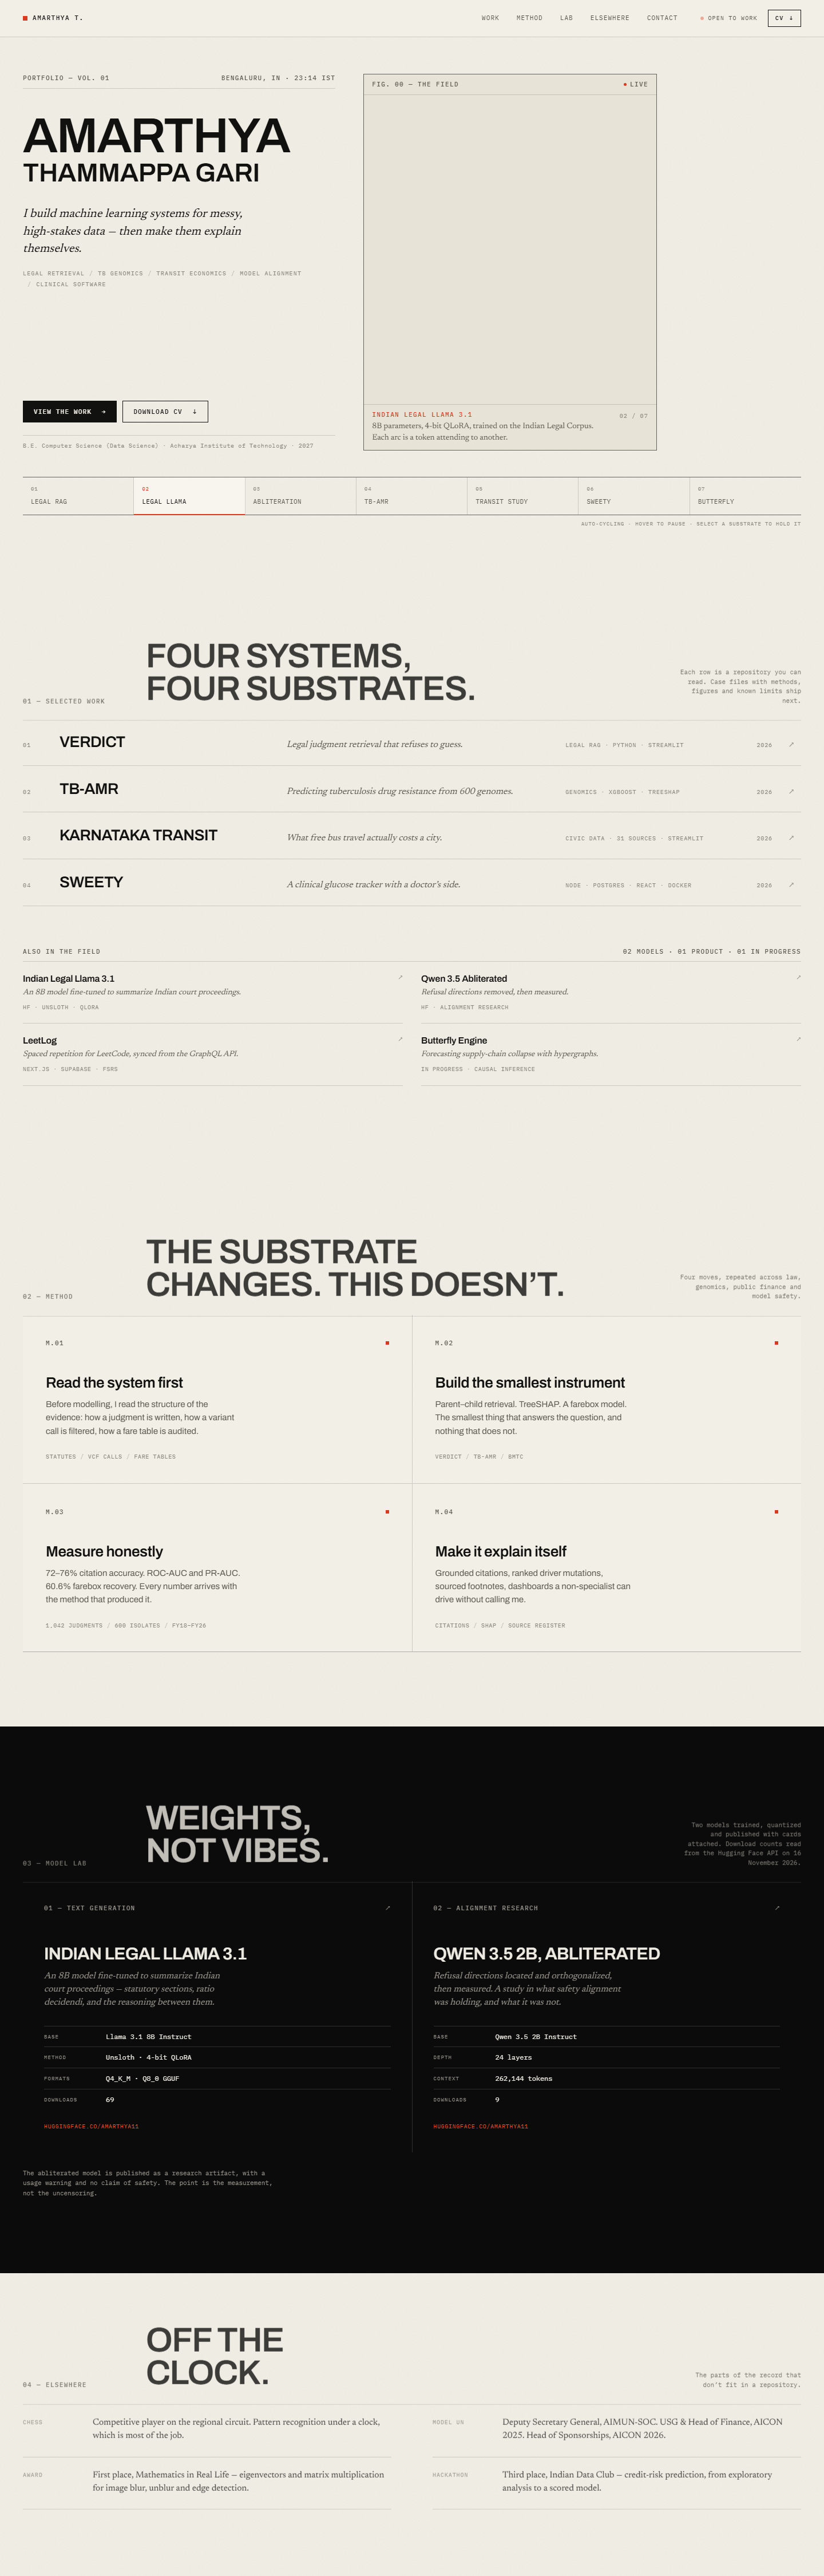 AMARTHYA T.
WORK METHOD LAB ELSEWHERE CONTACT OPEN TO WORK CV ↓
PORTFOLIO — VOL. 01 BENGALURU, IN · 23:14 IST
AMARTHYA
THAMMAPPA GARI
I build machine learning systems for messy,
high-stakes data — then make them explain
themselves.
LEGAL RETRIEVAL / TB GENOMICS / TRANSIT ECONOMICS / MODEL ALIGNMENT
/ CLINICAL SOFTWARE
VIEW THE WORK → DOWNLOAD CV ↓
B.E. Computer Science (Data Science) · Acharya Institute of Technology · 2027
FIG. 00 — THE FIELD LIVE
INDIAN LEGAL LLAMA 3.1 02 / 07
8B parameters, 4-bit QLoRA, trained on the Indian Legal Corpus.
Each arc is a token attending to another.
01 02 03 04 05 06 07
LEGAL RAG LEGAL LLAMA ABLITERATION TB-AMR TRANSIT STUDY SWEETY BUTTERFLY
AUTO-CYCLING · HOVER TO PAUSE · SELECT A SUBSTRATE TO HOLD IT
01 — SELECTED WORK
FOUR SYSTEMS,
FOUR SUBSTRATES.
Each row is a repository you can
read. Case files with methods,
figures and known limits ship
next.
01 VERDICT Legal judgment retrieval that refuses to guess. LEGAL RAG · PYTHON · STREAMLIT 2026 ↗
02 TB-AMR Predicting tuberculosis drug resistance from 600 genomes. GENOMICS · XGBOOST · TREESHAP 2026 ↗
03 KARNATAKA TRANSIT What free bus travel actually costs a city. CIVIC DATA · 21 SOURCES · STREAMLIT 2026 ↗
04 SWEETY A clinical glucose tracker with a doctor's side. NODE · POSTGRES · REACT · DOCKER 2026 ↗
ALSO IN THE FIELD 02 MODELS · 01 PRODUCT · 01 IN PROGRESS
Indian Legal Llama 3.1 ↗
An 8B model fine-tuned to summarize Indian court proceedings.
HF · UNSLOTH · QLORA
Qwen 3.5 Abliterated ↗
Refusal directions removed, then measured.
HF · ALIGNMENT RESEARCH
LeetLog ↗
Spaced repetition for LeetCode, synced from the GraphQL API.
NEXT.JS · SUPABASE · FSRS
Butterfly Engine ↗
Forecasting supply-chain collapse with hypergraphs.
IN PROGRESS · CAUSAL INFERENCE
02 — METHOD
THE SUBSTRATE
CHANGES. THIS DOESN'T.
Four moves, repeated across law,
genomics, public finance and
model safety.
M.01
Read the system first
Before modelling, I read the structure of the
evidence: how a judgment is written, how a variant
call is filtered, how a fare table is audited.
STATUTES / VCF CALLS / FARE TABLES
M.02
Build the smallest instrument
Parent–child retrieval. TreeSHAP. A farebox model.
The smallest thing that answers the question, and
nothing that does not.
VERDICT / TB-AMR / BMTC
M.03
Measure honestly
72–76% citation accuracy. ROC-AUC and PR-AUC.
60.6% farebox recovery. Every number arrives with
the method that produced it.
1,042 JUDGMENTS / 600 ISOLATES / FY18–FY26
M.04
Make it explain itself
Grounded citations, ranked driver mutations,
sourced footnotes, dashboards a non-specialist can
drive without calling me.
CITATIONS / SHAP / SOURCE REGISTER
03 — MODEL LAB
WEIGHTS,
NOT VIBES.
Two models trained, quantized
and published with cards
attached. Download counts read
from the Hugging Face API on 16
November 2026.
01 — TEXT GENERATION ↗
INDIAN LEGAL LLAMA 3.1
An 8B model fine-tuned to summarize Indian
court proceedings — statutory sections, ratio
decidendi, and the reasoning between them.
BASE Llama 3.1 8B Instruct
METHOD Unsloth · 4-bit QLoRA
FORMATS Q4_K_M · Q8_0 GGUF
DOWNLOADS 69
HUGGINGFACE.CO/AMARTHYA11
02 — ALIGNMENT RESEARCH ↗
QWEN 3.5 2B, ABLITERATED
Refusal directions located and orthogonalized,
then measured. A study in what safety alignment
was holding, and what it was not.
BASE Qwen 3.5 2B Instruct
DEPTH 24 layers
CONTEXT 262,144 tokens
DOWNLOADS 9
HUGGINGFACE.CO/AMARTHYA11
The abliterated model is published as a research artifact, with a
usage warning and no claim of safety. The point is the measurement,
not the uncensoring.
04 — ELSEWHERE
OFF THE
CLOCK.
The parts of the record that
don't fit in a repository.
CHESS Competitive player on the regional circuit. Pattern recognition under a clock,
which is most of the job.
MODEL UN Deputy Secretary General, AIMUN-SOC. USG & Head of Finance, AICON
2025. Head of Sponsorships, AICON 2026.
AWARD First place, Mathematics in Real Life — eigenvectors and matrix multiplication
for image blur, unblur and edge detection.
HACKATHON Third place, Indian Data Club — credit-risk prediction, from exploratory
analysis to a scored model.